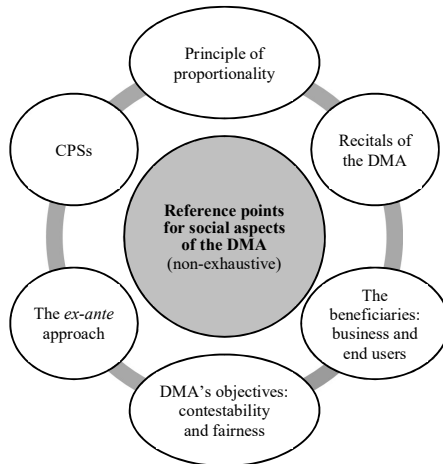 Principle of
proportionality
CPSs
Recitals of
the DMA
Reference points
for social aspects
of the DMA
(non-exhaustive)
The ex-ante
approach
The
beneficiaries:
business and
end users
DMA's objectives:
contestability
and fairness